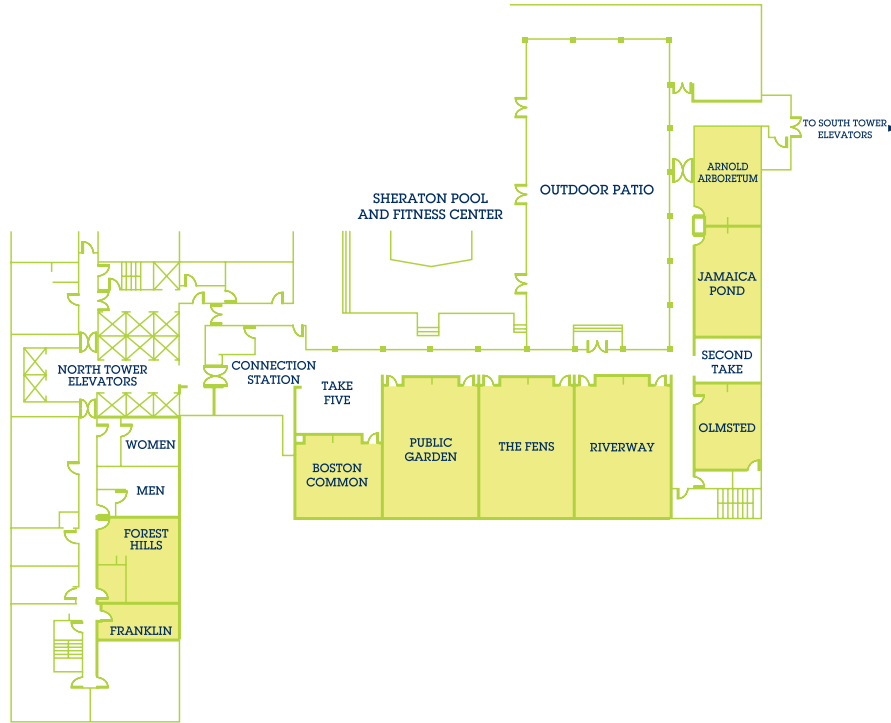 TO SOUTH TOWER
ELEVATORS
ARNOLD
ARBORETUM
OUTDOOR PATIO
SHERATON POOL
AND FITNESS CENTER
JAMAICA
POND
SECOND
TAKE
NORTH TOWER
ELEVATORS
CONNECTION
STATION
TAKE
FIVE
OLMSTED
WOMEN
PUBLIC
GARDEN
THE FENS
RIVERWAY
BOSTON
COMMON
MEN
FOREST
HILLS
FRANKLIN